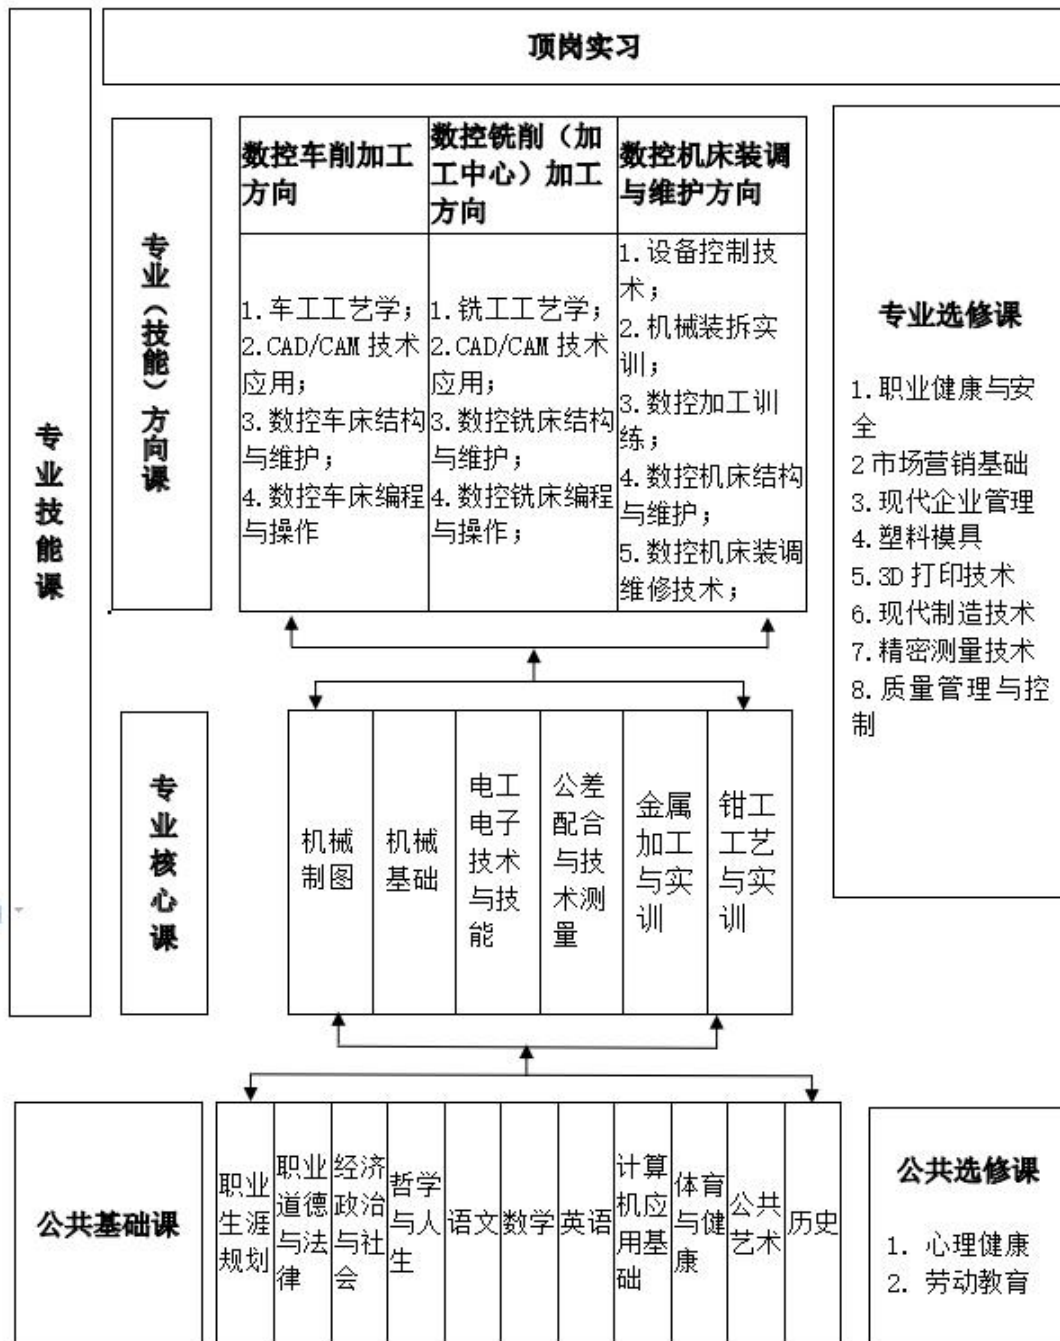 顶岗实习
专业技能课
专业（技能）方向课
数控车削加工
方向
数控铣削（加
工中心）加工
方向
数控机床装调
与维护方向
1.车工工艺学；
2.CAD/CAM 技术
应用；
3.数控车床结构
与维护；
4.数控车床编程
与操作
1.铣工工艺学；
2.CAD/CAM 技术
应用；
3.数控铣床结构
与维护；
4.数控铣床编程
与操作；
1.设备控制技
术；
2.机械装拆实
训；
3.数控加工训
练；
4.数控机床结构
与维护；
5.数控机床装调
维修技术；
专业选修课
1.职业健康与安
全
2 市场营销基础
3.现代企业管理
4.塑料模具
5.3D 打印技术
6.现代制造技术
7.精密测量技术
8.质量管理与控
制
专业核心课
机械
制图
机械
基础
电工
电子
技术
与技
能
公差
配合
与技
术测
量
金属
加工
与实
训
钳工
工艺
与实
训
公共基础课
职业
生涯
规划
职业
道德
与法
律
经济
政治
与社
会
哲学
与人
生
语文
数学
英语
计算
机应
用基
础
体育
与健
康
公共
艺术
历史
公共选修课
1. 心理健康
2. 劳动教育